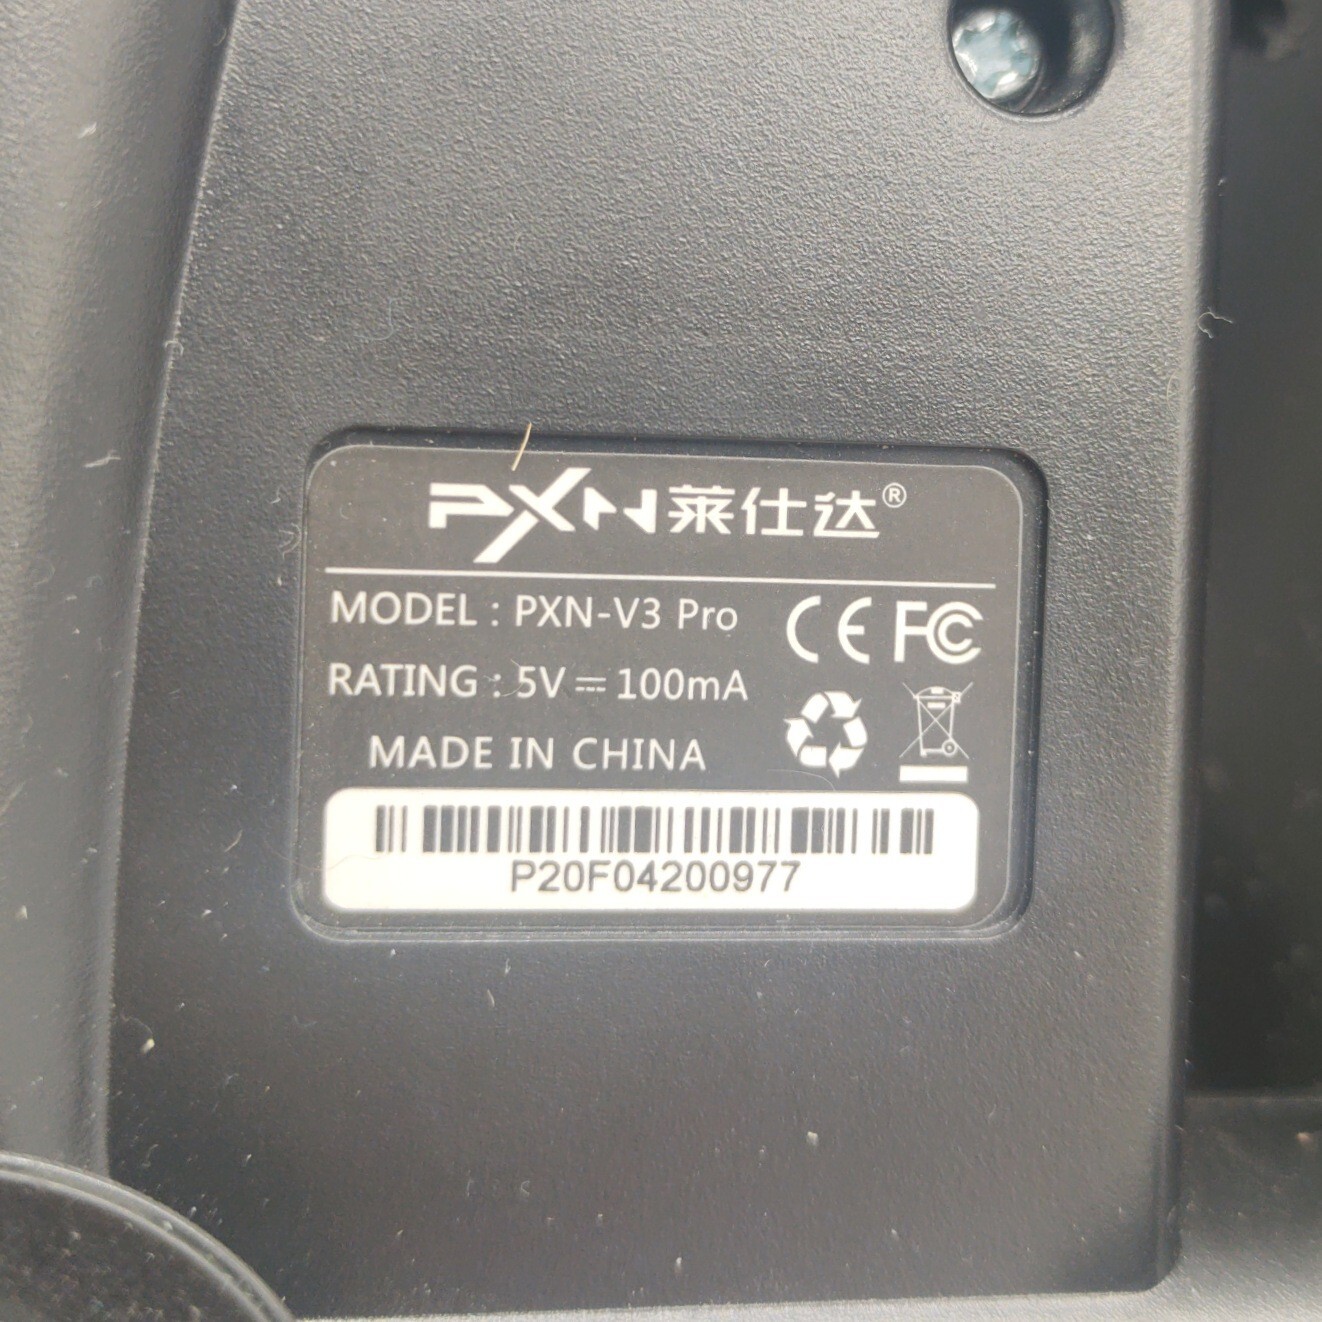 PXN莱仕达®
MODEL : PXN-V3 Pro
CE FC
RATING : 5V ⎓ 100mA
MADE IN CHINA
P20F04200977